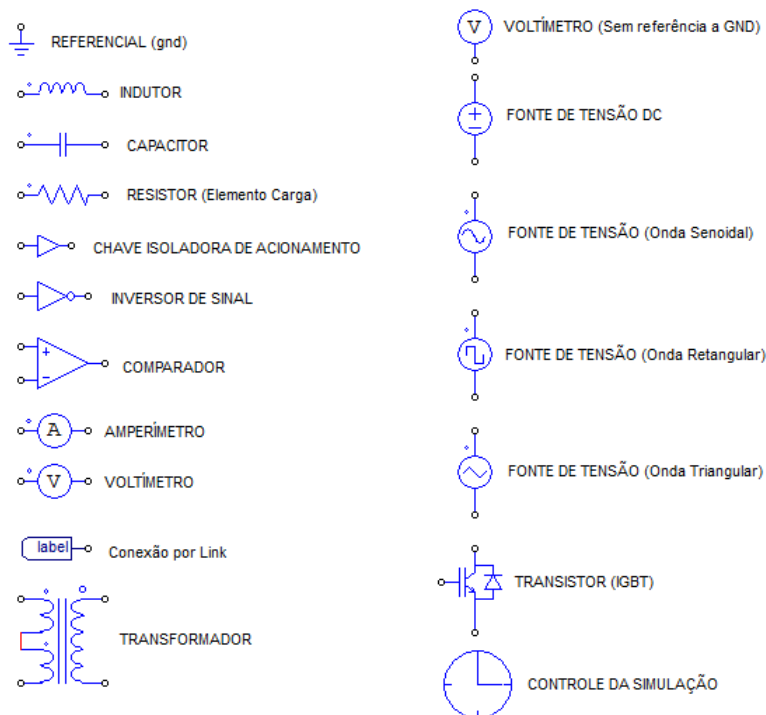 REFERENCIAL (gnd)
INDUTOR
CAPACITOR
RESISTOR (Elemento Carga)
CHAVE ISOLADORA DE ACIONAMENTO
INVERSOR DE SINAL
+
−
COMPARADOR
A
AMPERÍMETRO
V
VOLTÍMETRO
label
Conexão por Link
TRANSFORMADOR
V
VOLTÍMETRO (Sem referência a GND)
+
−
FONTE DE TENSÃO DC
FONTE DE TENSÃO (Onda Senoidal)
FONTE DE TENSÃO (Onda Retangular)
FONTE DE TENSÃO (Onda Triangular)
TRANSISTOR (IGBT)
CONTROLE DA SIMULAÇÃO